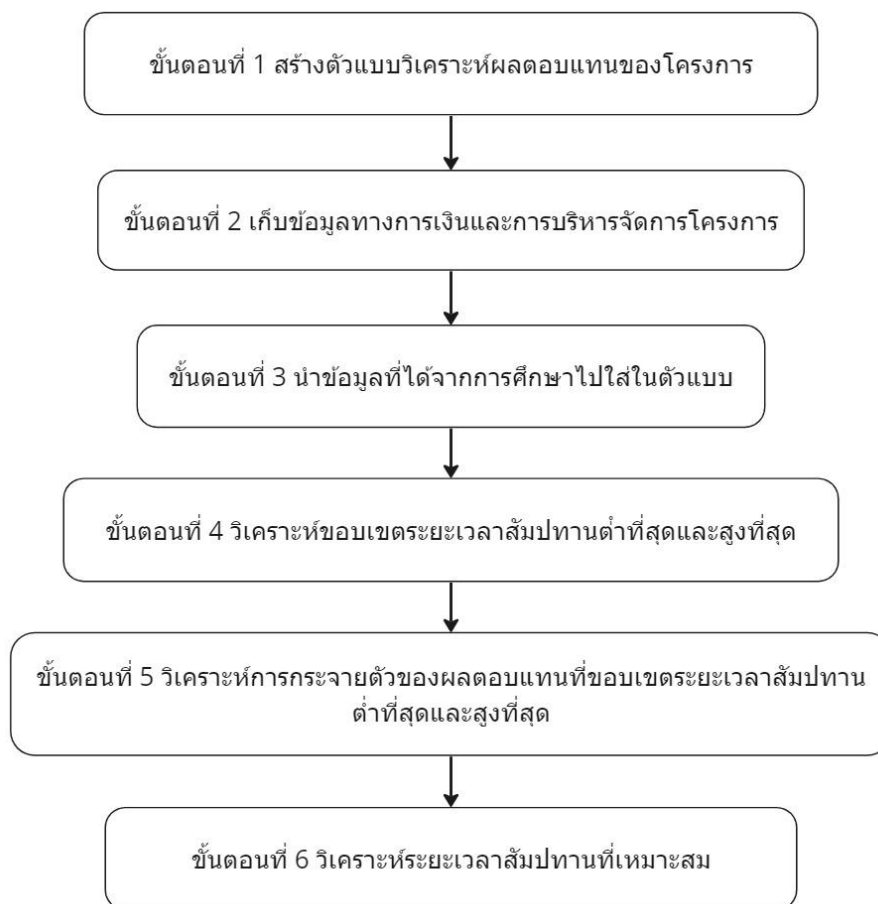 ขั้นตอนที่ 1 สร้างตัวแบบวิเคราะห์ผลตอบแทนของโครงการ
ขั้นตอนที่ 2 เก็บข้อมูลทางการเงินและการบริหารจัดการโครงการ
ขั้นตอนที่ 3 นำข้อมูลที่ได้จากการศึกษาไปใส่ในตัวแบบ
ขั้นตอนที่ 4 วิเคราะห์ขอบเขตระยะเวลาสัมปทานต่ำที่สุดและสูงที่สุด
ขั้นตอนที่ 5 วิเคราะห์การกระจายตัวของผลตอบแทนที่ขอบเขตระยะเวลาสัมปทาน
ต่ำที่สุดและสูงที่สุด
ขั้นตอนที่ 6 วิเคราะห์ระยะเวลาสัมปทานที่เหมาะสม